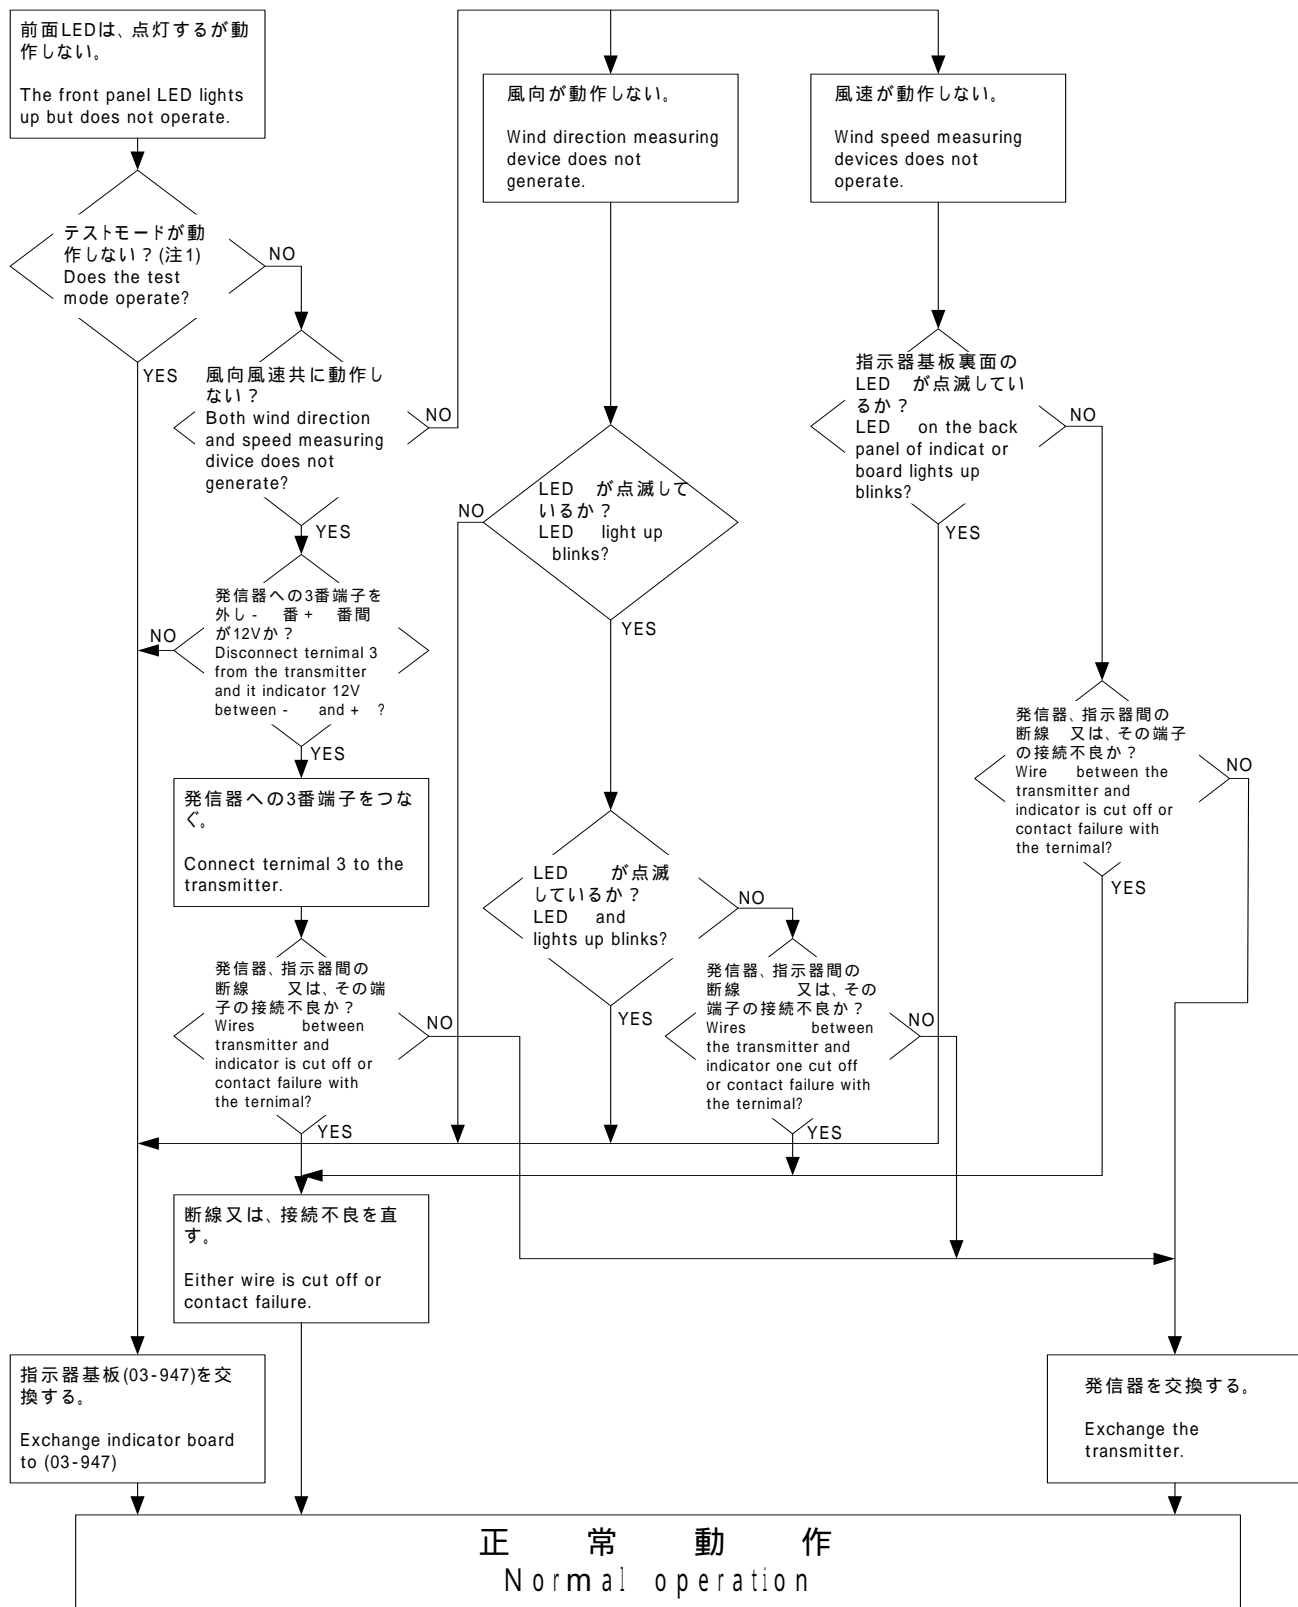 前面LEDは、点灯するが動
作しない。
The front panel LED lights
up but does not operate.
テストモードが動
作しない？(注1)
Does the test
mode operate?
NO
YES
風向風速共に動作し
ない？
Both wind direction
and speed measuring
divice does not
generate?
NO
YES
発信器への3番端子を
外し - 番 + 番間
が12Vか？
Disconnect ternimal 3
from the transmitter
and it indicator 12V
between - and + ?
NO
YES
発信器への3番端子をつな
ぐ。
Connect ternimal 3 to the
transmitter.
発信器、指示器間の
断線 又は、その端
子の接続不良か？
Wires between
transmitter and
indicator is cut off or
contact failure with
the ternimal?
NO
YES
断線又は、接続不良を直
す。
Either wire is cut off or
contact failure.
指示器基板(03-947)を交
換する。
Exchange indicator board
to (03-947)
風向が動作しない。
Wind direction measuring
device does not
generate.
LED が点滅して
いるか？
LED light up
blinks?
NO
YES
LED が点滅
しているか？
LED and
lights up blinks?
NO
YES
発信器、指示器間の
断線 又は、その
端子の接続不良か？
Wires between
the transmitter and
indicator one cut off
or contact failure with
the ternimal?
NO
YES
風速が動作しない。
Wind speed measuring
devices does not
operate.
指示器基板裏面の
LED が点滅してい
るか？
LED on the back
panel of indicat or
board lights up
blinks?
NO
YES
発信器、指示器間の
断線 又は、その端子
の接続不良か？
Wire between the
transmitter and
indicator is cut off or
contact failure with
the ternimal?
NO
YES
発信器を交換する。
Exchange the
transmitter.
正 常 動 作
Normal operation